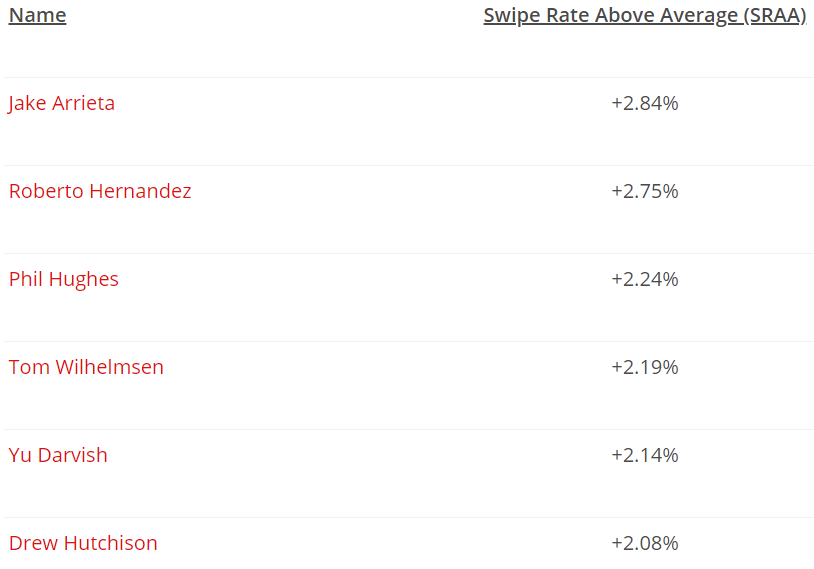 Name Swipe Rate Above Average (SRAA)
Jake Arrieta +2.84%
Roberto Hernandez +2.75%
Phil Hughes +2.24%
Tom Wilhelmsen +2.19%
Yu Darvish +2.14%
Drew Hutchison +2.08%